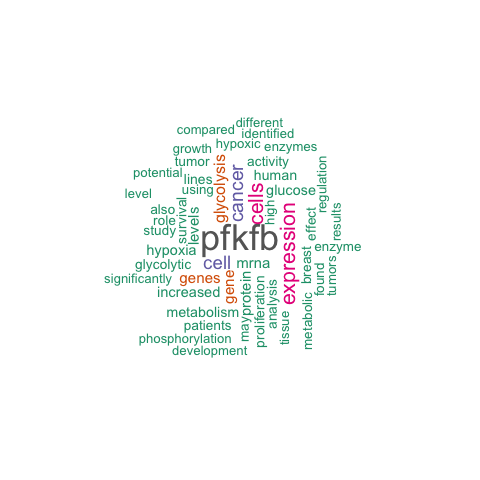 different
compared
identified
hypoxic
enzymes
growth
tumor
glycolysis
activity
potential
lines
cancer
human
regulation
level
using
cells
glucose
also
survival
high
role
levels
effect
results
study
pfkfb
expression
hypoxia
enzyme
glycolytic
cell
mrna
breast
found
tumors
significantly
genes
gene
increased
protein
proliferation
analysis
metabolism
may
tissue
metabolic
patients
phosphorylation
development